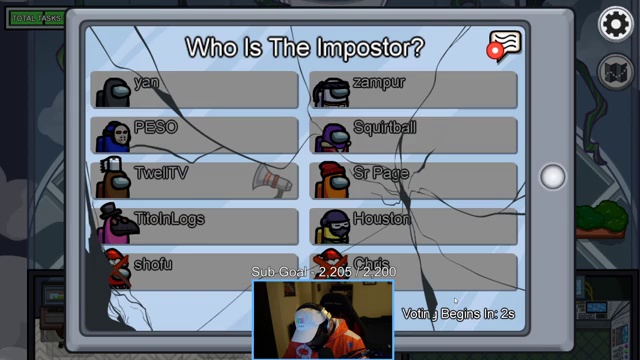 TOTAL TASKS
Who Is The Impostor?
yan
zampur
PESO
Squirtball
TwellTV
Sr Page
TitoInLogs
Houston
shofu
Chris
Sub Goal - 2,205 / 2,200
Voting Begins In: 2s